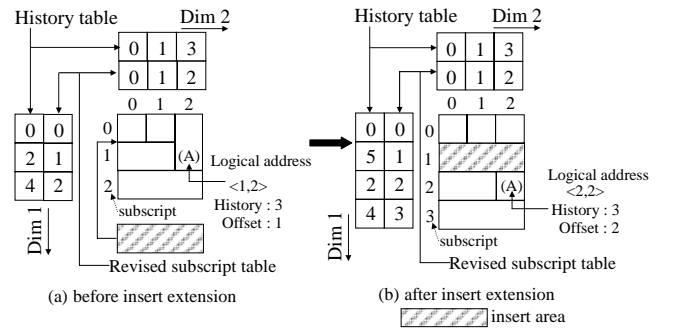 History table
Dim 2
0 1 3
0 1 2
0 1 2
0 0
2 1
4 2
0
1
2
(A)
Logical address
<1,2>
History : 3
Offset : 1
subscript
Dim 1
Revised subscript table
(a) before insert extension
History table
Dim 2
0 1 3
0 1 2
0 1 2
0 0
5 1
2 2
4 3
0
1
2
3
(A)
Logical address
<2,2>
History : 3
Offset : 2
subscript
Dim 1
Revised subscript table
(b) after insert extension
insert area